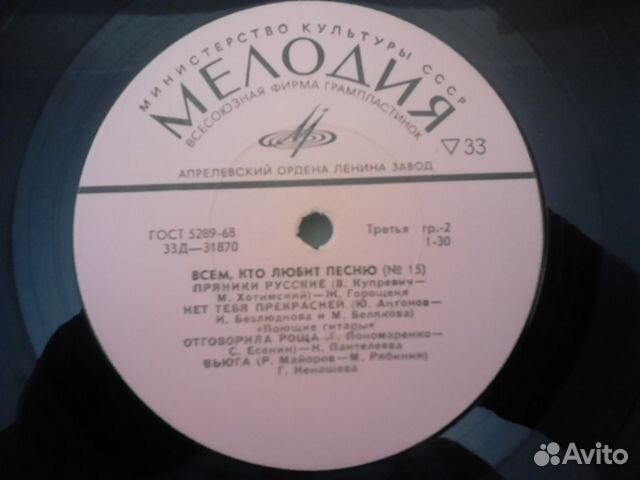 МИНИСТЕРСТВО КУЛЬТУРЫ СССР
МЕЛОДИЯ
ВСЕСОЮЗНАЯ ФИРМА ГРАМПЛАСТИНОК
▽33
АПРЕЛЕВСКИЙ ОРДЕНА ЛЕНИНА ЗАВОД
ГОСТ 5289-68 Третья гр.-2
33Д—31870 1-30
ВСЕМ, КТО ЛЮБИТ ПЕСНЮ (№ 15)
ПРЯНИКИ РУССКИЕ (В. Купревич—
М. Хотимский)—Ж. Горощеня
НЕТ ТЕБЯ ПРЕКРАСНЕЙ (Ю. Антонов—
И. Безлюднова и М. Белякова)
«Поющие гитары»
ОТГОВОРИЛА РОЩА (Г. Пономаренко—
С. Есенин)—Н. Пантелеева
ВЬЮГА (Р. Майоров—М. Рябинин)
Г. Ненашева
Avito